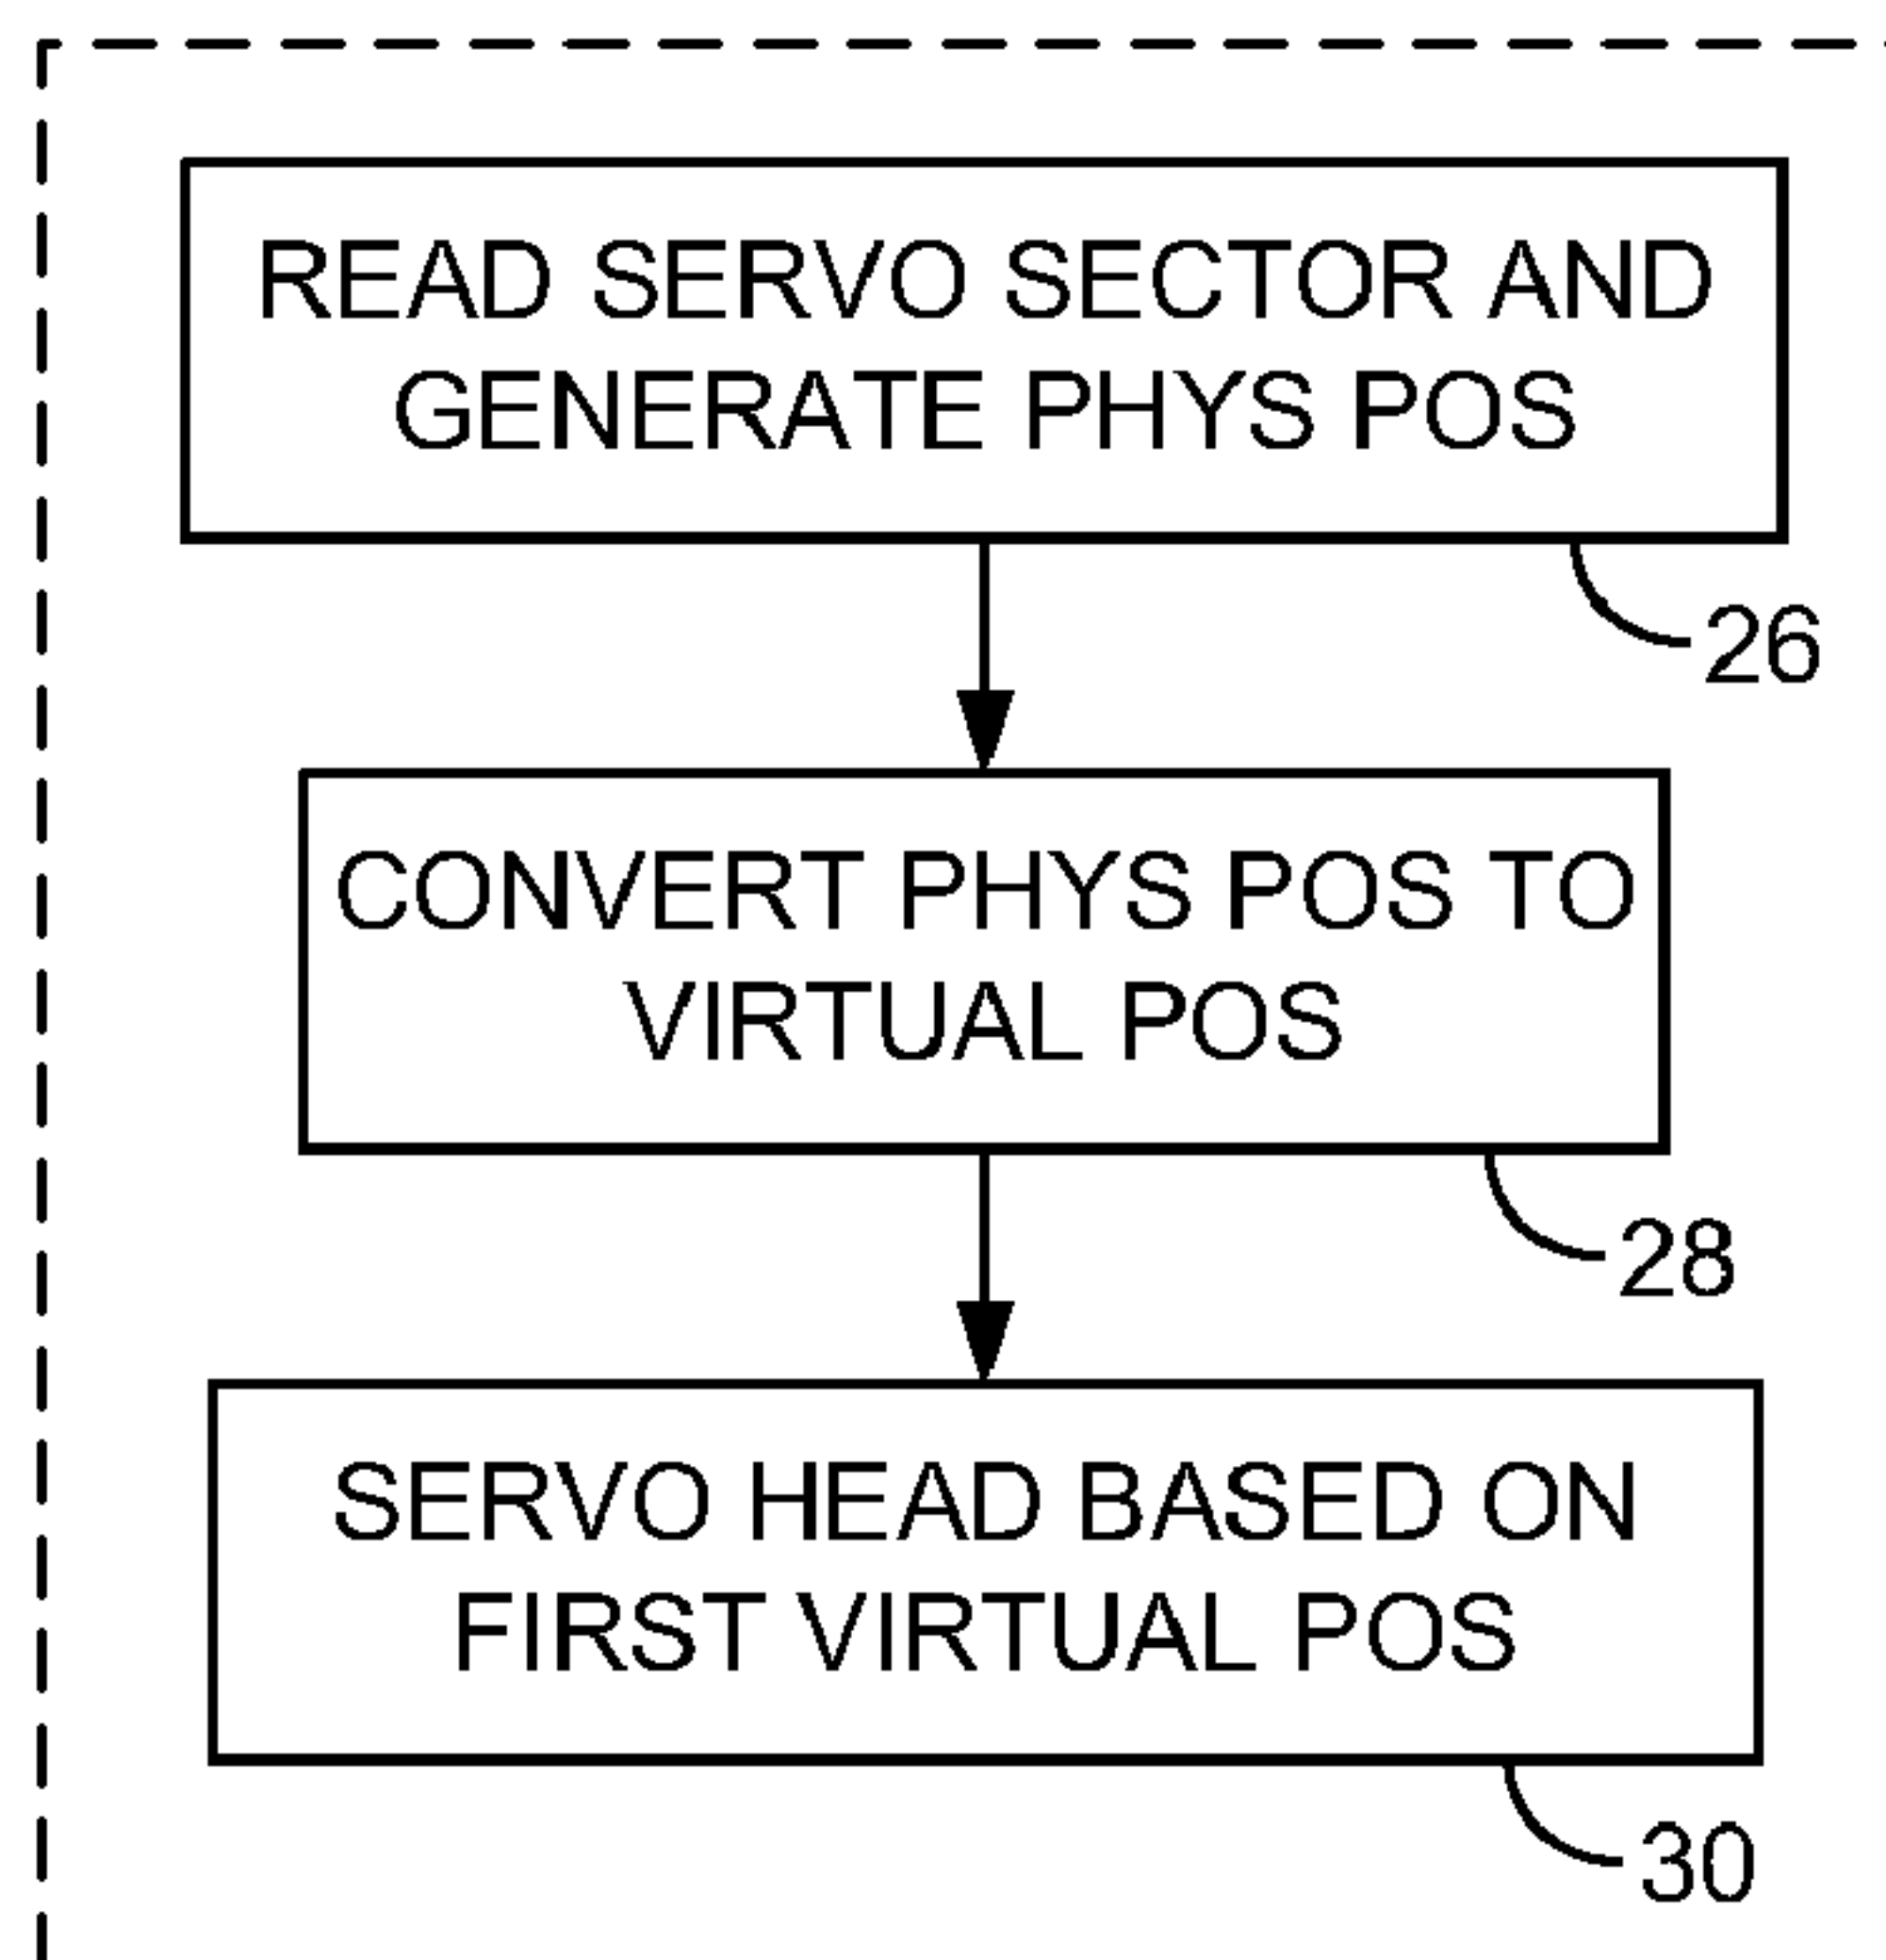 READ SERVO SECTOR AND
GENERATE PHYS POS
26
CONVERT PHYS POS TO
VIRTUAL POS
28
SERVO HEAD BASED ON
FIRST VIRTUAL POS
30